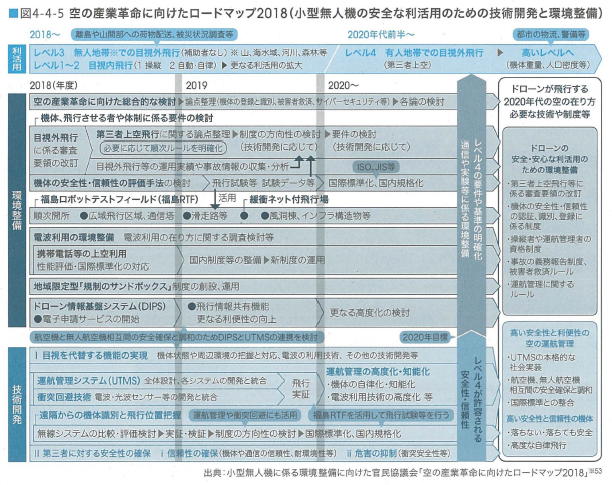 ■図4-4-5 空の産業革命に向けたロードマップ2018(小型無人機の安全な利活用のための技術開発と環境整備)
利活用
2018～
離島や山間部への荷物配送、被災状況調査等
レベル3 無人地帯※での目視外飛行(補助者なし) ※山、海水域、河川、森林等
レベル1～2 目視内飛行(1 操縦 2 自動・自律)
更なる利活用の拡大
2020年代前半～
レベル4 有人地帯での目視外飛行
(第三者上空)
都市の物流、警備等
高いレベルへ
(機体重量、人口密度等)
環境整備
2018(年度)
2019
2020～
空の産業革命に向けた総合的な検討
論点整理(機体の登録と識別、被害者救済、サイバーセキュリティ等)
各論の検討
機体、飛行させる者や体制に係る要件の検討
目視外飛行
に係る審査
要領の改訂
第三者上空飛行に関する論点整理
必要に応じて順次ルールを明確化
制度の方向性の検討
(技術開発に応じて)
要件の検討
(技術開発に応じて)
目視外飛行等の運用実績や事故情報の収集・分析
ISO、JIS等
機体の安全性・信頼性の評価手法の検討
飛行試験等 試験データ等
国際標準化、国内規格化
福島ロボットテストフィールド(福島RTF)
活用
緩衝ネット付飛行場
順次開所
●広域飛行区域、通信塔
●滑走路等
●風洞棟、インフラ構造物等
電波利用の環境整備 電波利用の在り方に関する調査検討等
携帯電話等の上空利用
性能評価・国際標準化の対応
国内制度等の整備
新制度の運用
地域限定型「規制のサンドボックス」制度の創設、運用
ドローン情報基盤システム(DIPS)
●電子申請サービスの開始
●飛行情報共有機能
更なる利便性の向上
更なる高度化の検討
レベル4の要件や基準の明確化
通信や実験等に係る環境整備
航空機と無人航空機相互間の安全確保と調和のためDIPSとUTMSの連携を検討
2020年目標
技術開発
ⅰ 目視を代替する機能の実現 機体状態や周辺環境の把握と対応、電波の利用技術、その他の技術開発等
運航管理システム(UTMS) 全体設計、各システムの開発と統合
衝突回避技術 電波・光波センサー等の開発と統合
飛行
実証
運航管理の高度化・知能化
・機体の自律化・知能化
・電波利用技術の高度化等
遠隔からの機体識別と飛行位置把握
運航管理や衝突回避にも活用
福島RTFを活用して飛行試験等を行う
無線システムの比較・評価検討
実証・検証
制度の方向性の検討
国際標準化、国内規格化
ⅱ 第三者に対する安全性の確保
ⅰ 信頼性の確保(機体や通信の信頼性、耐環境性等)
ⅱ 危害の抑制(衝突安全性等)
レベル4が許容される
安全性・信頼性
ドローンが飛行する
2020年代の空の在り方
必要な技術や制度等
ドローンの
安全・安心な利活用
のための環境整備
・第三者上空飛行等に
係る審査要領の改訂
・機体の安全性・信頼性
の認証、識別、登録に
係る制度
・操縦者や運航管理者の
資格制度
・事故の義務報告制度、
被害者救済ルール
・運航管理に関する
ルール
高い安全性と利便性の
空の運航管理
・UTMSの本格的な
社会実装
・航空機、無人航空機
相互間の安全確保と調和
・国際標準との整合
高い安全性と信頼性の機体
・落ちない・落ちても安全
・高度な自律飛行
出典：小型無人機に係る環境整備に向けた官民協議会「空の産業革命に向けたロードマップ2018」※53